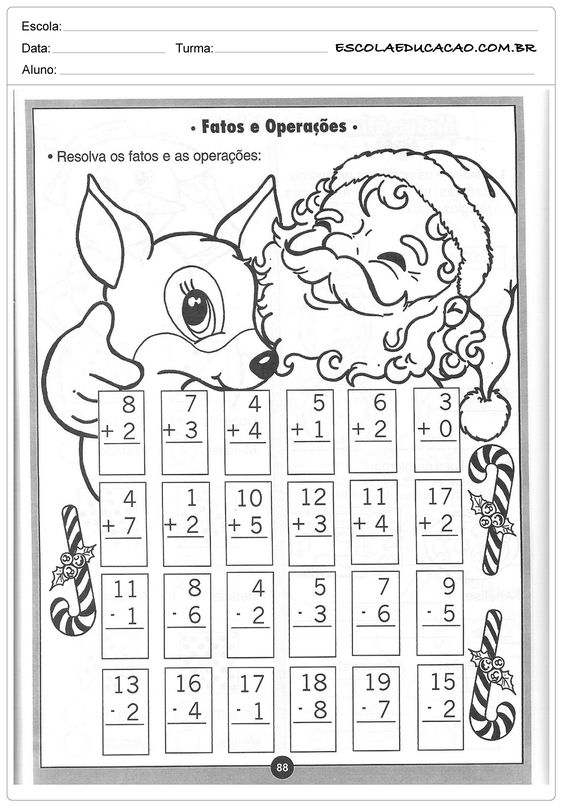 Escola:
Data: Turma: ESCOLAEDUCACAO.COM.BR
Aluno:
· Fatos e Operações ·
• Resolva os fatos e as operações:
8 7 4 5 6 3
+ 2 + 3 + 4 + 1 + 2 + 0
4 1 10 12 11 17
+ 7 + 2 + 5 + 3 + 4 + 2
11 8 4 5 7 9
- 1 - 6 - 2 - 3 - 6 - 5
13 16 17 18 19 15
- 2 - 4 - 1 - 8 - 7 - 2
88